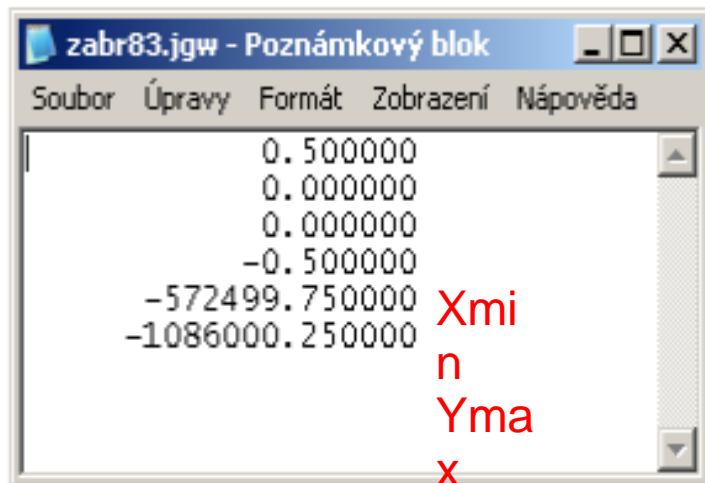 zabr83.jgw - Poznámkový blok
Soubor Úpravy Formát Zobrazení Nápověda
0.500000
0.000000
0.000000
-0.500000
-572499.750000
-1086000.250000
Xmi
n
Yma
x